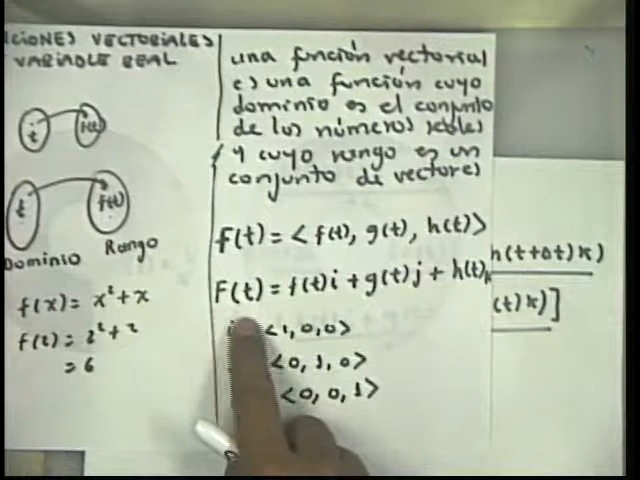 CIONES VECTORIALES
VARIABLE REAL
t f(t)
t f(t)
Dominio Rango
f(x) = x² + x
f(2) = 2² + 2
= 6
una función vectorial
es una función cuyo
dominio es el conjunto
de los números reales
y cuyo rango es un
conjunto de vectores
f(t) = <f(t), g(t), h(t)>
F(t) = f(t)i + g(t)j + h(t)k
<1, 0, 0>
<0, 1, 0>
<0, 0, 1>
h(t+Δt)k)
(t)k)]